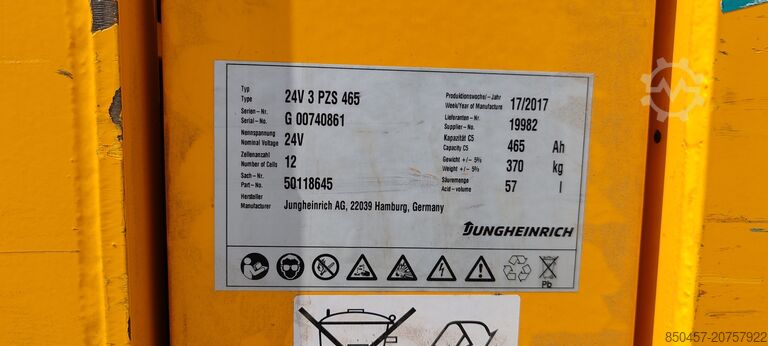 Typ
Type 24V 3 PZS 465
Serien-Nr.
Serial-No. G 00740861
Nennspannung
Nominal Voltage 24V
Zellenanzahl
Number of Cells 12
Sach-Nr.
Part-No. 50118645
Hersteller
Manufacturer Jungheinrich AG, 22039 Hamburg, Germany
Produktionswoche/-Jahr
Week/Year of Manufacture 17/2017
Lieferanten-Nr.
Supplier-No. 19982
Kapazität C5
Capacity C5 465 Ah
Gewicht +/- 5%
Weight +/- 5% 370 kg
Säuremenge
Acid-volume 57 l
JUNGHEINRICH
Pb
850457-20757922